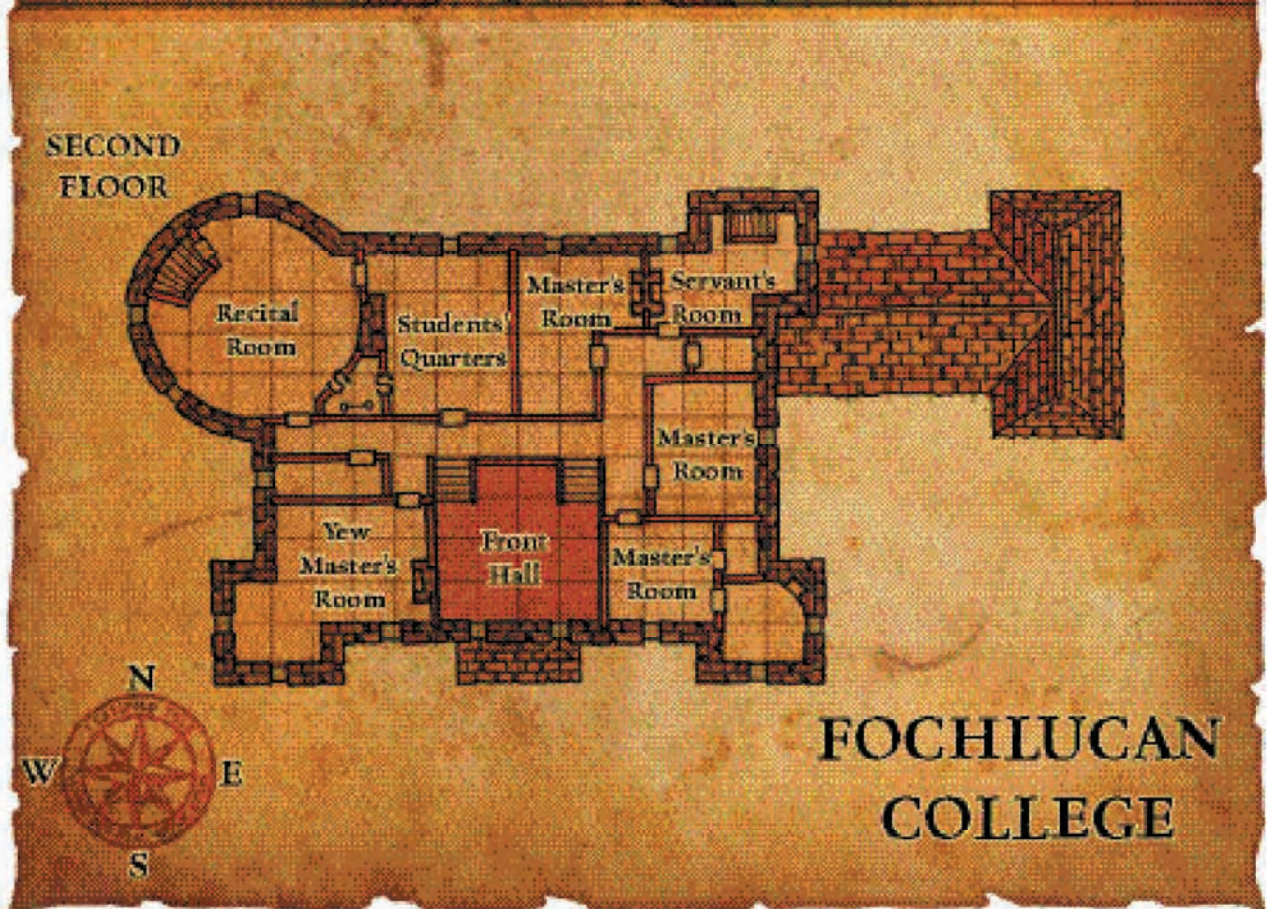 SECOND
FLOOR
Recital
Room
Students'
Quarters
Master's
Room
Servant's
Room
S
S
Master's
Room
Yew
Master's
Room
Front
Hall
Master's
Room
N
W
E
S
FOCHLUCAN
COLLEGE